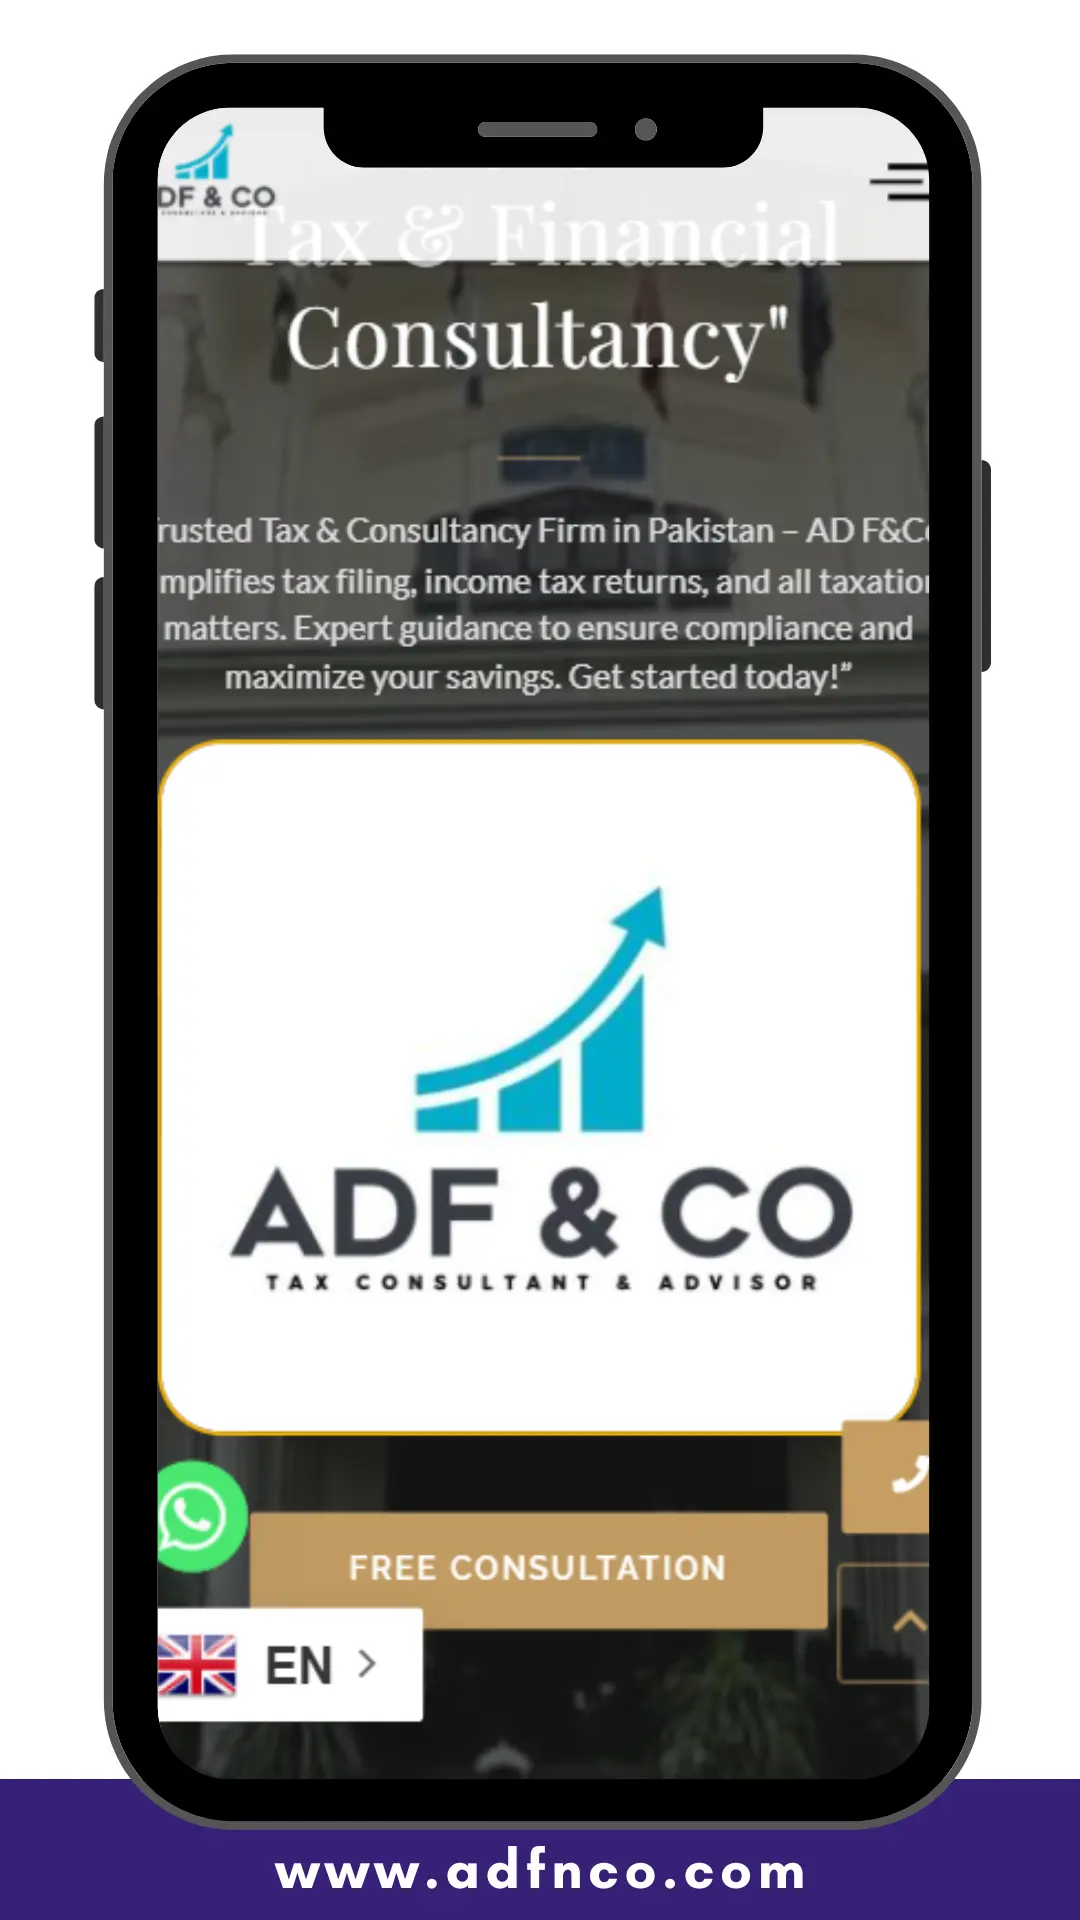 DF & CO
Tax & Financial
Consultancy"
rusted Tax & Consultancy Firm in Pakistan – AD F&C
mplifies tax filing, income tax returns, and all taxation
matters. Expert guidance to ensure compliance and
maximize your savings. Get started today!”
ADF & CO
TAX CONSULTANT & ADVISOR
FREE CONSULTATION
EN
www.adfnco.com